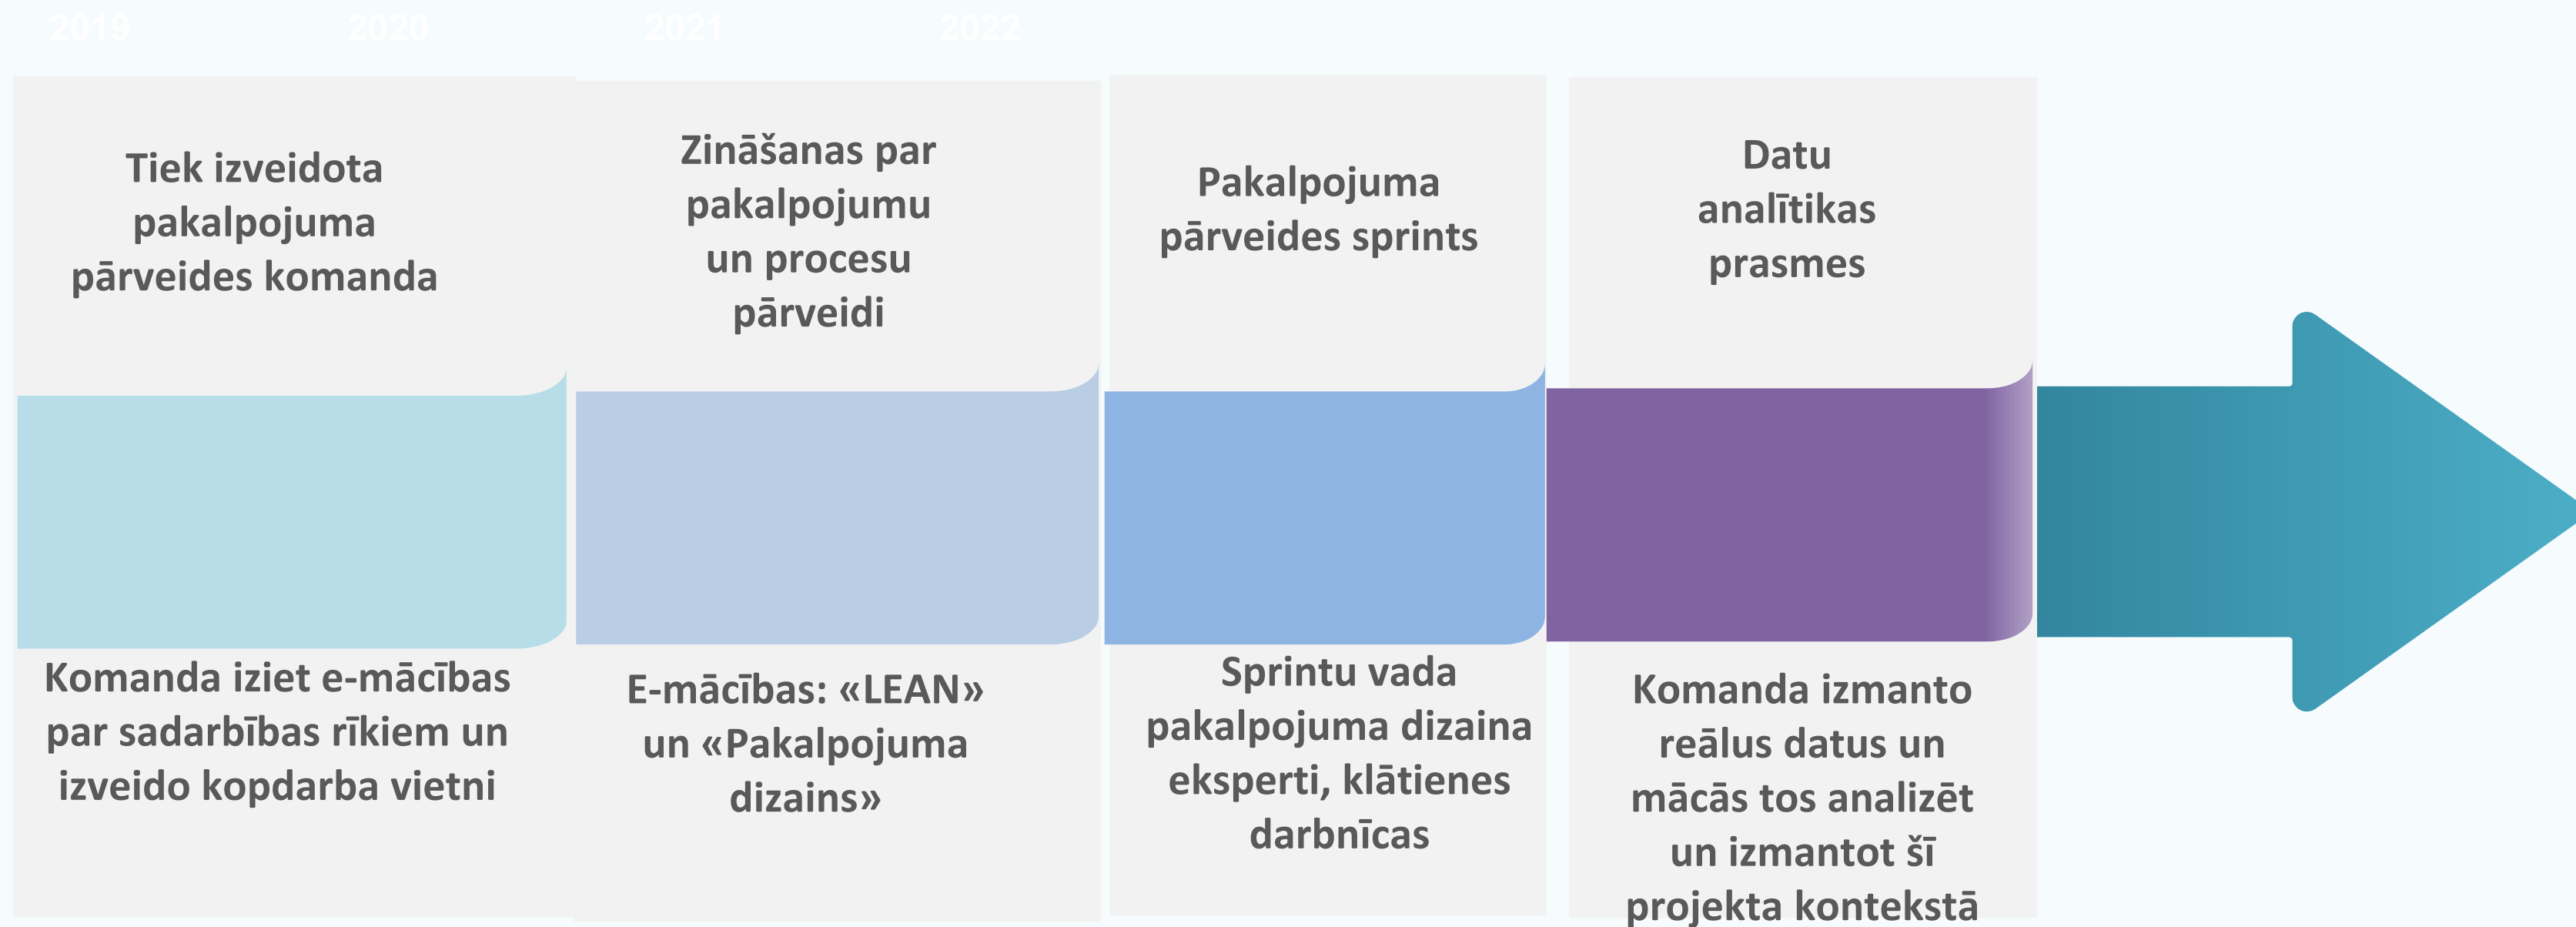 2019 2020 2021 2022
Tiek izveidota
pakalpojuma
pārveides komanda
Zināšanas par
pakalpojumu
un procesu
pārveidi
Pakalpojuma
pārveides sprints
Datu
analītikas
prasmes
Komanda iziet e-mācības
par sadarbības rīkiem un
izveido kopdarba vietni
E-mācības: «LEAN»
un «Pakalpojuma
dizains»
Sprintu vada
pakalpojuma dizaina
eksperti, klātienes
darbnīcas
Komanda izmanto
reālus datus un
mācās tos analizēt
un izmantot šī
projekta kontekstā